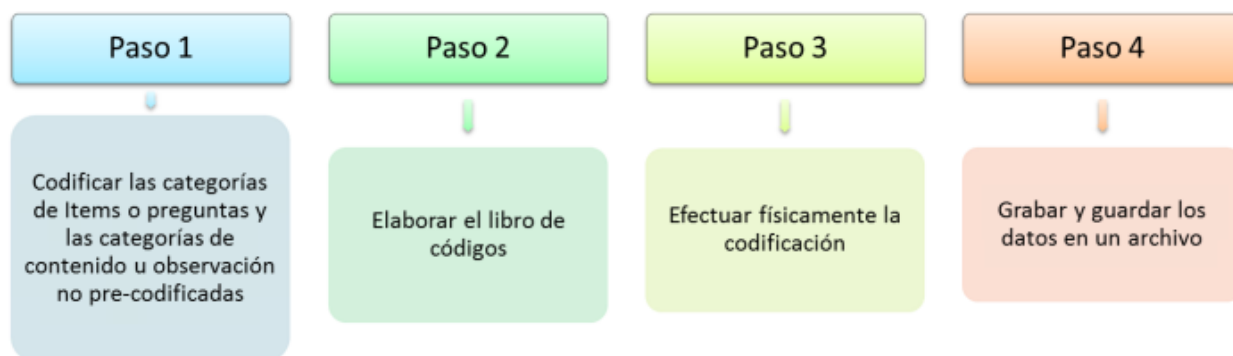 Paso 1
Codificar las categorías
de Items o preguntas y
las categorías de
contenido u observación
no pre-codificadas
Paso 2
Elaborar el libro de
códigos
Paso 3
Efectuar físicamente la
codificación
Paso 4
Grabar y guardar los
datos en un archivo